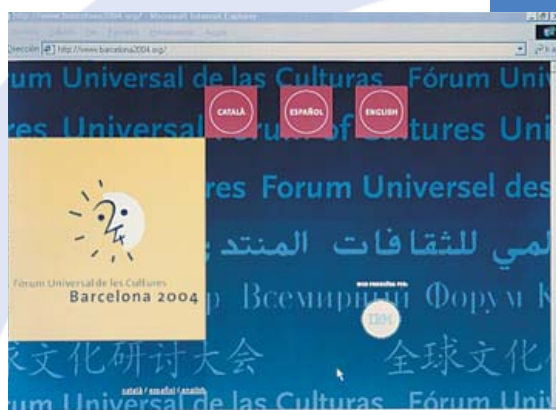 http://www.barcelona2004.org/ - Microsoft Internet Explorer
Dirección http://www.barcelona2004.org/
um Universal de las Culturas Fórum Uni
CATALÀ ESPAÑOL ENGLISH
res Universal rum of tures Uni
res Forum Universel des
مي للثقافات المنتد
Fòrum Universal de les Cultures
Barcelona 2004
Всемирный Форум К
IBM
文化研讨大会 全球文化
català / español / english
um Universal de las Culturas Fórum Uni